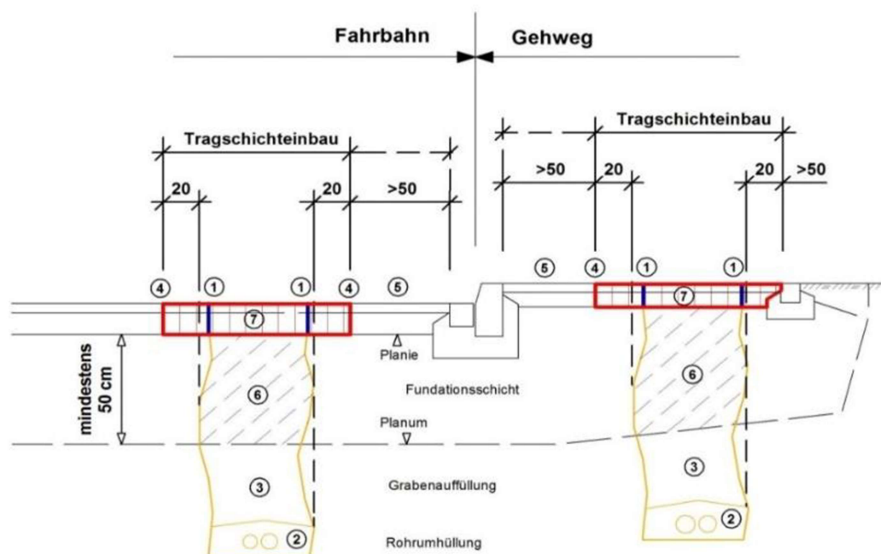 Fahrbahn Gehweg
Tragschichteinbau Tragschichteinbau
20 20 >50 >50 20 20 >50
4 1 1 4 5 5 4 1 1
7 7
mindestens
50 cm
Planie
6 Fundationsschicht 6
Planum
3 Grabenauffüllung 3
2 Rohrumhüllung 2